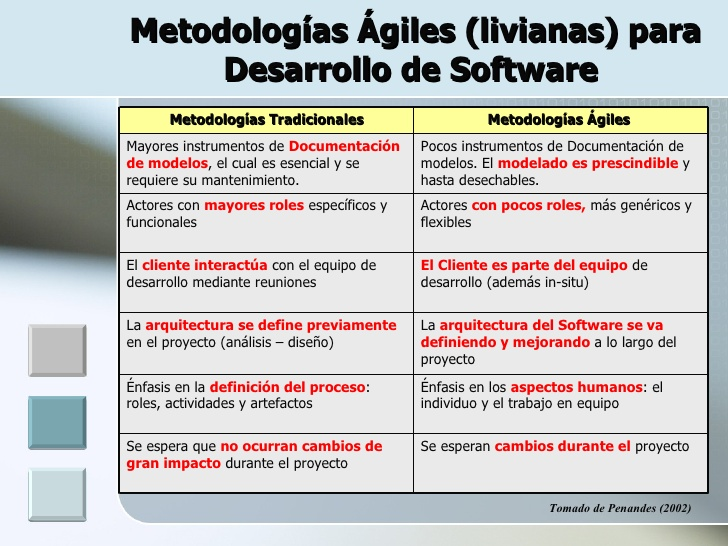 Metodologías Ágiles (livianas) para
Desarrollo de Software
Metodologías Tradicionales
Metodologías Ágiles
Mayores instrumentos de Documentación
de modelos, el cual es esencial y se
requiere su mantenimiento.
Pocos instrumentos de Documentación de
modelos. El modelado es prescindible y
hasta desechables.
Actores con mayores roles específicos y
funcionales
Actores con pocos roles, más genéricos y
flexibles
El cliente interactúa con el equipo de
desarrollo mediante reuniones
El Cliente es parte del equipo de
desarrollo (además in-situ)
La arquitectura se define previamente
en el proyecto (análisis – diseño)
La arquitectura del Software se va
definiendo y mejorando a lo largo del
proyecto
Énfasis en la definición del proceso:
roles, actividades y artefactos
Énfasis en los aspectos humanos: el
individuo y el trabajo en equipo
Se espera que no ocurran cambios de
gran impacto durante el proyecto
Se esperan cambios durante el proyecto
Tomado de Penandes (2002)